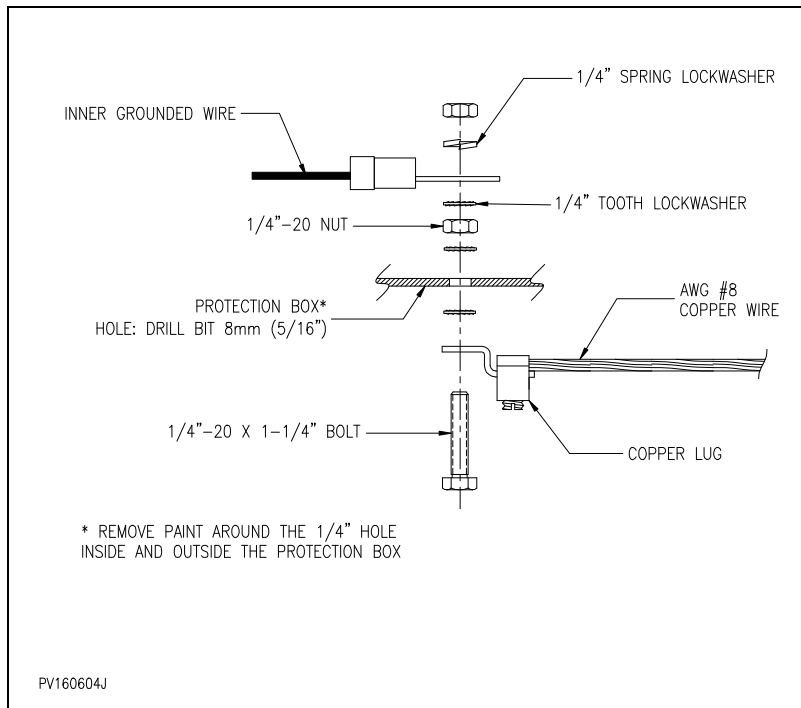 1/4" SPRING LOCKWASHER
INNER GROUNDED WIRE
1/4" TOOTH LOCKWASHER
1/4"-20 NUT
PROTECTION BOX*
HOLE: DRILL BIT 8mm (5/16")
AWG #8
COPPER WIRE
1/4"-20 X 1-1/4" BOLT
COPPER LUG
* REMOVE PAINT AROUND THE 1/4" HOLE
INSIDE AND OUTSIDE THE PROTECTION BOX
PV160604J